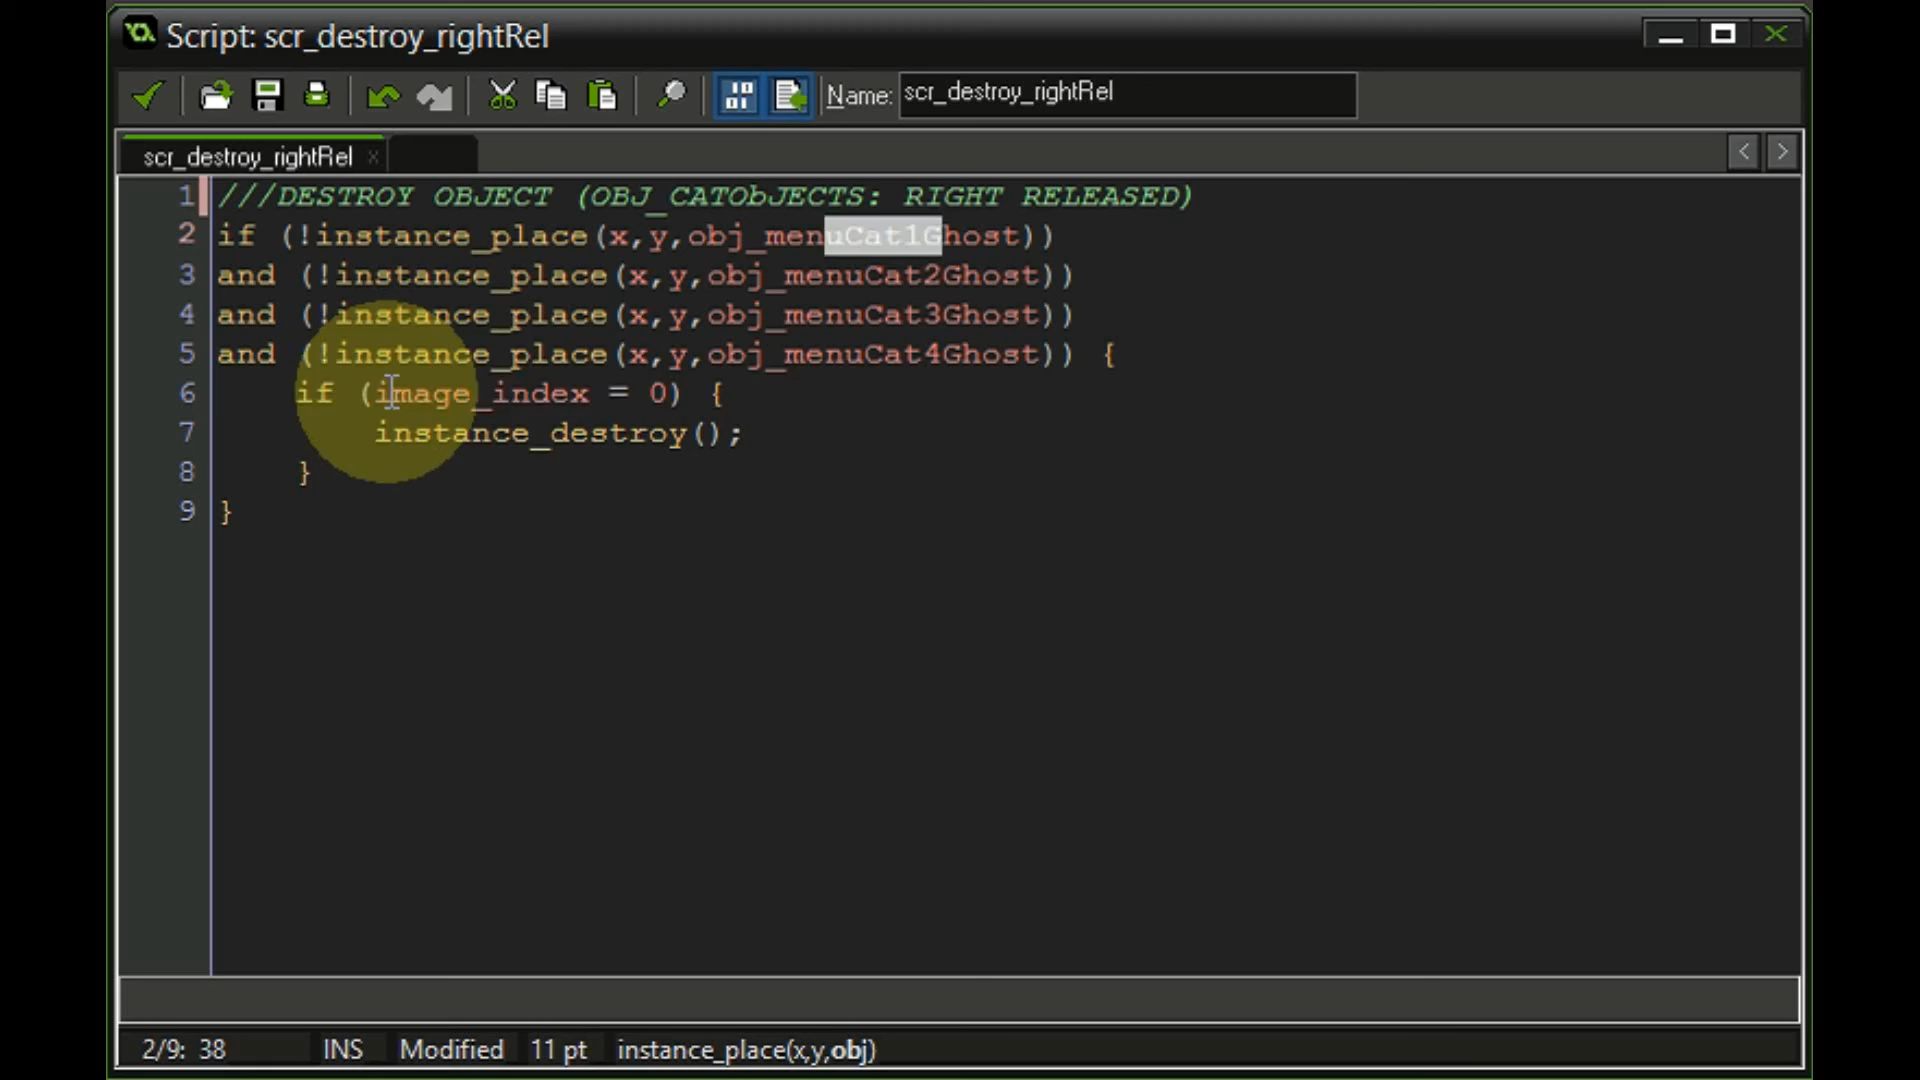 Script: scr_destroy_rightRel
Name: scr_destroy_rightRel
scr_destroy_rightRel x
1 ///DESTROY OBJECT (OBJ_CATObJECTS: RIGHT RELEASED)
2 if (!instance_place(x,y,obj_menuCat1Ghost))
3 and (!instance_place(x,y,obj_menuCat2Ghost))
4 and (!instance_place(x,y,obj_menuCat3Ghost))
5 and (!instance_place(x,y,obj_menuCat4Ghost)) {
6 if (image_index = 0) {
7 instance_destroy();
8 }
9 }
2/9: 38 INS Modified 11 pt instance_place(x,y,obj)